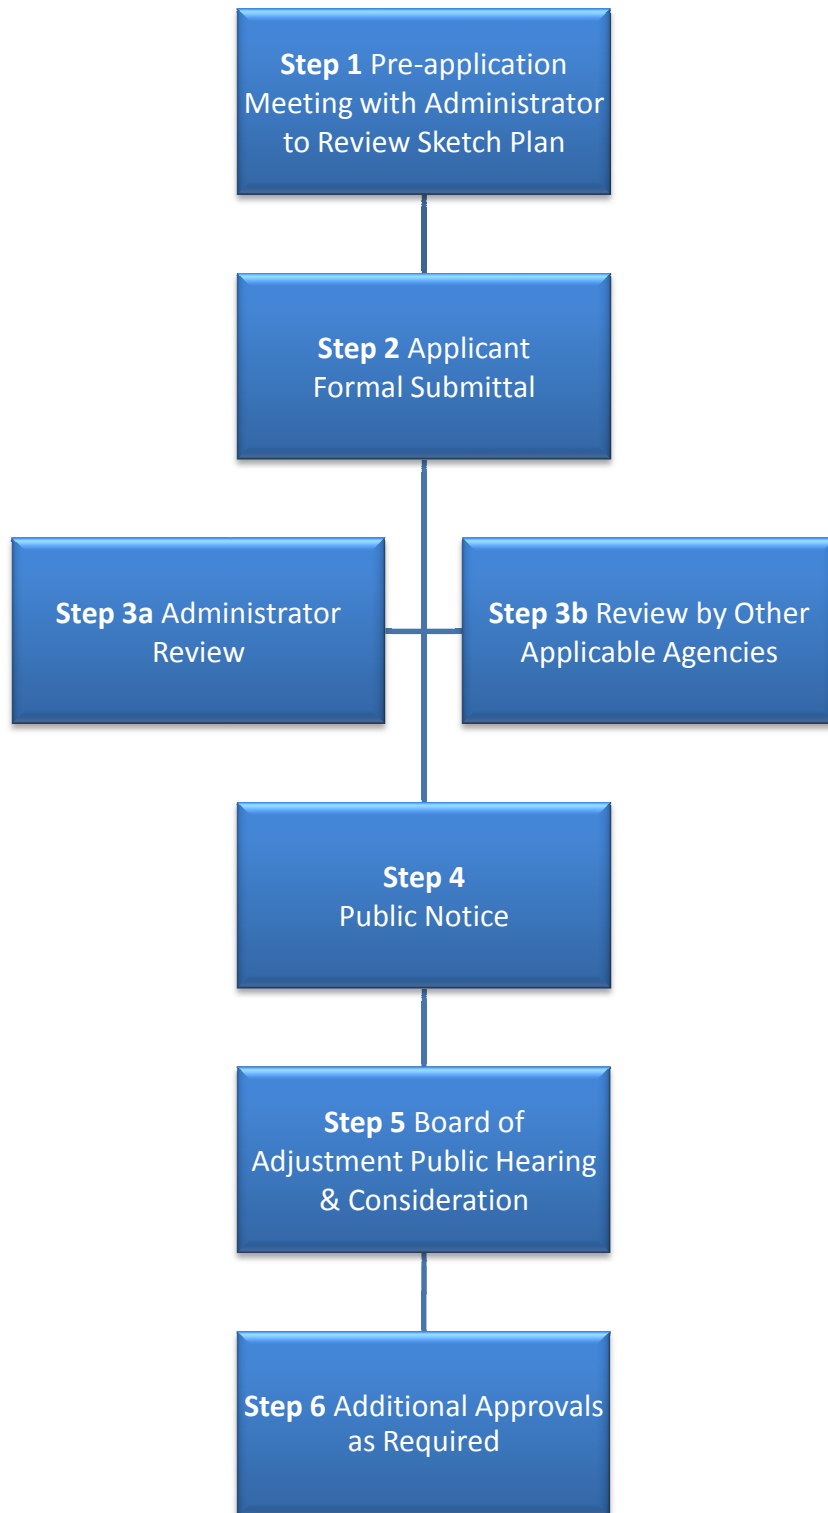 Step 1 Pre-application
Meeting with Administrator
to Review Sketch Plan
Step 2 Applicant
Formal Submittal
Step 3a Administrator
Review
Step 3b Review by Other
Applicable Agencies
Step 4
Public Notice
Step 5 Board of
Adjustment Public Hearing
& Consideration
Step 6 Additional Approvals
as Required